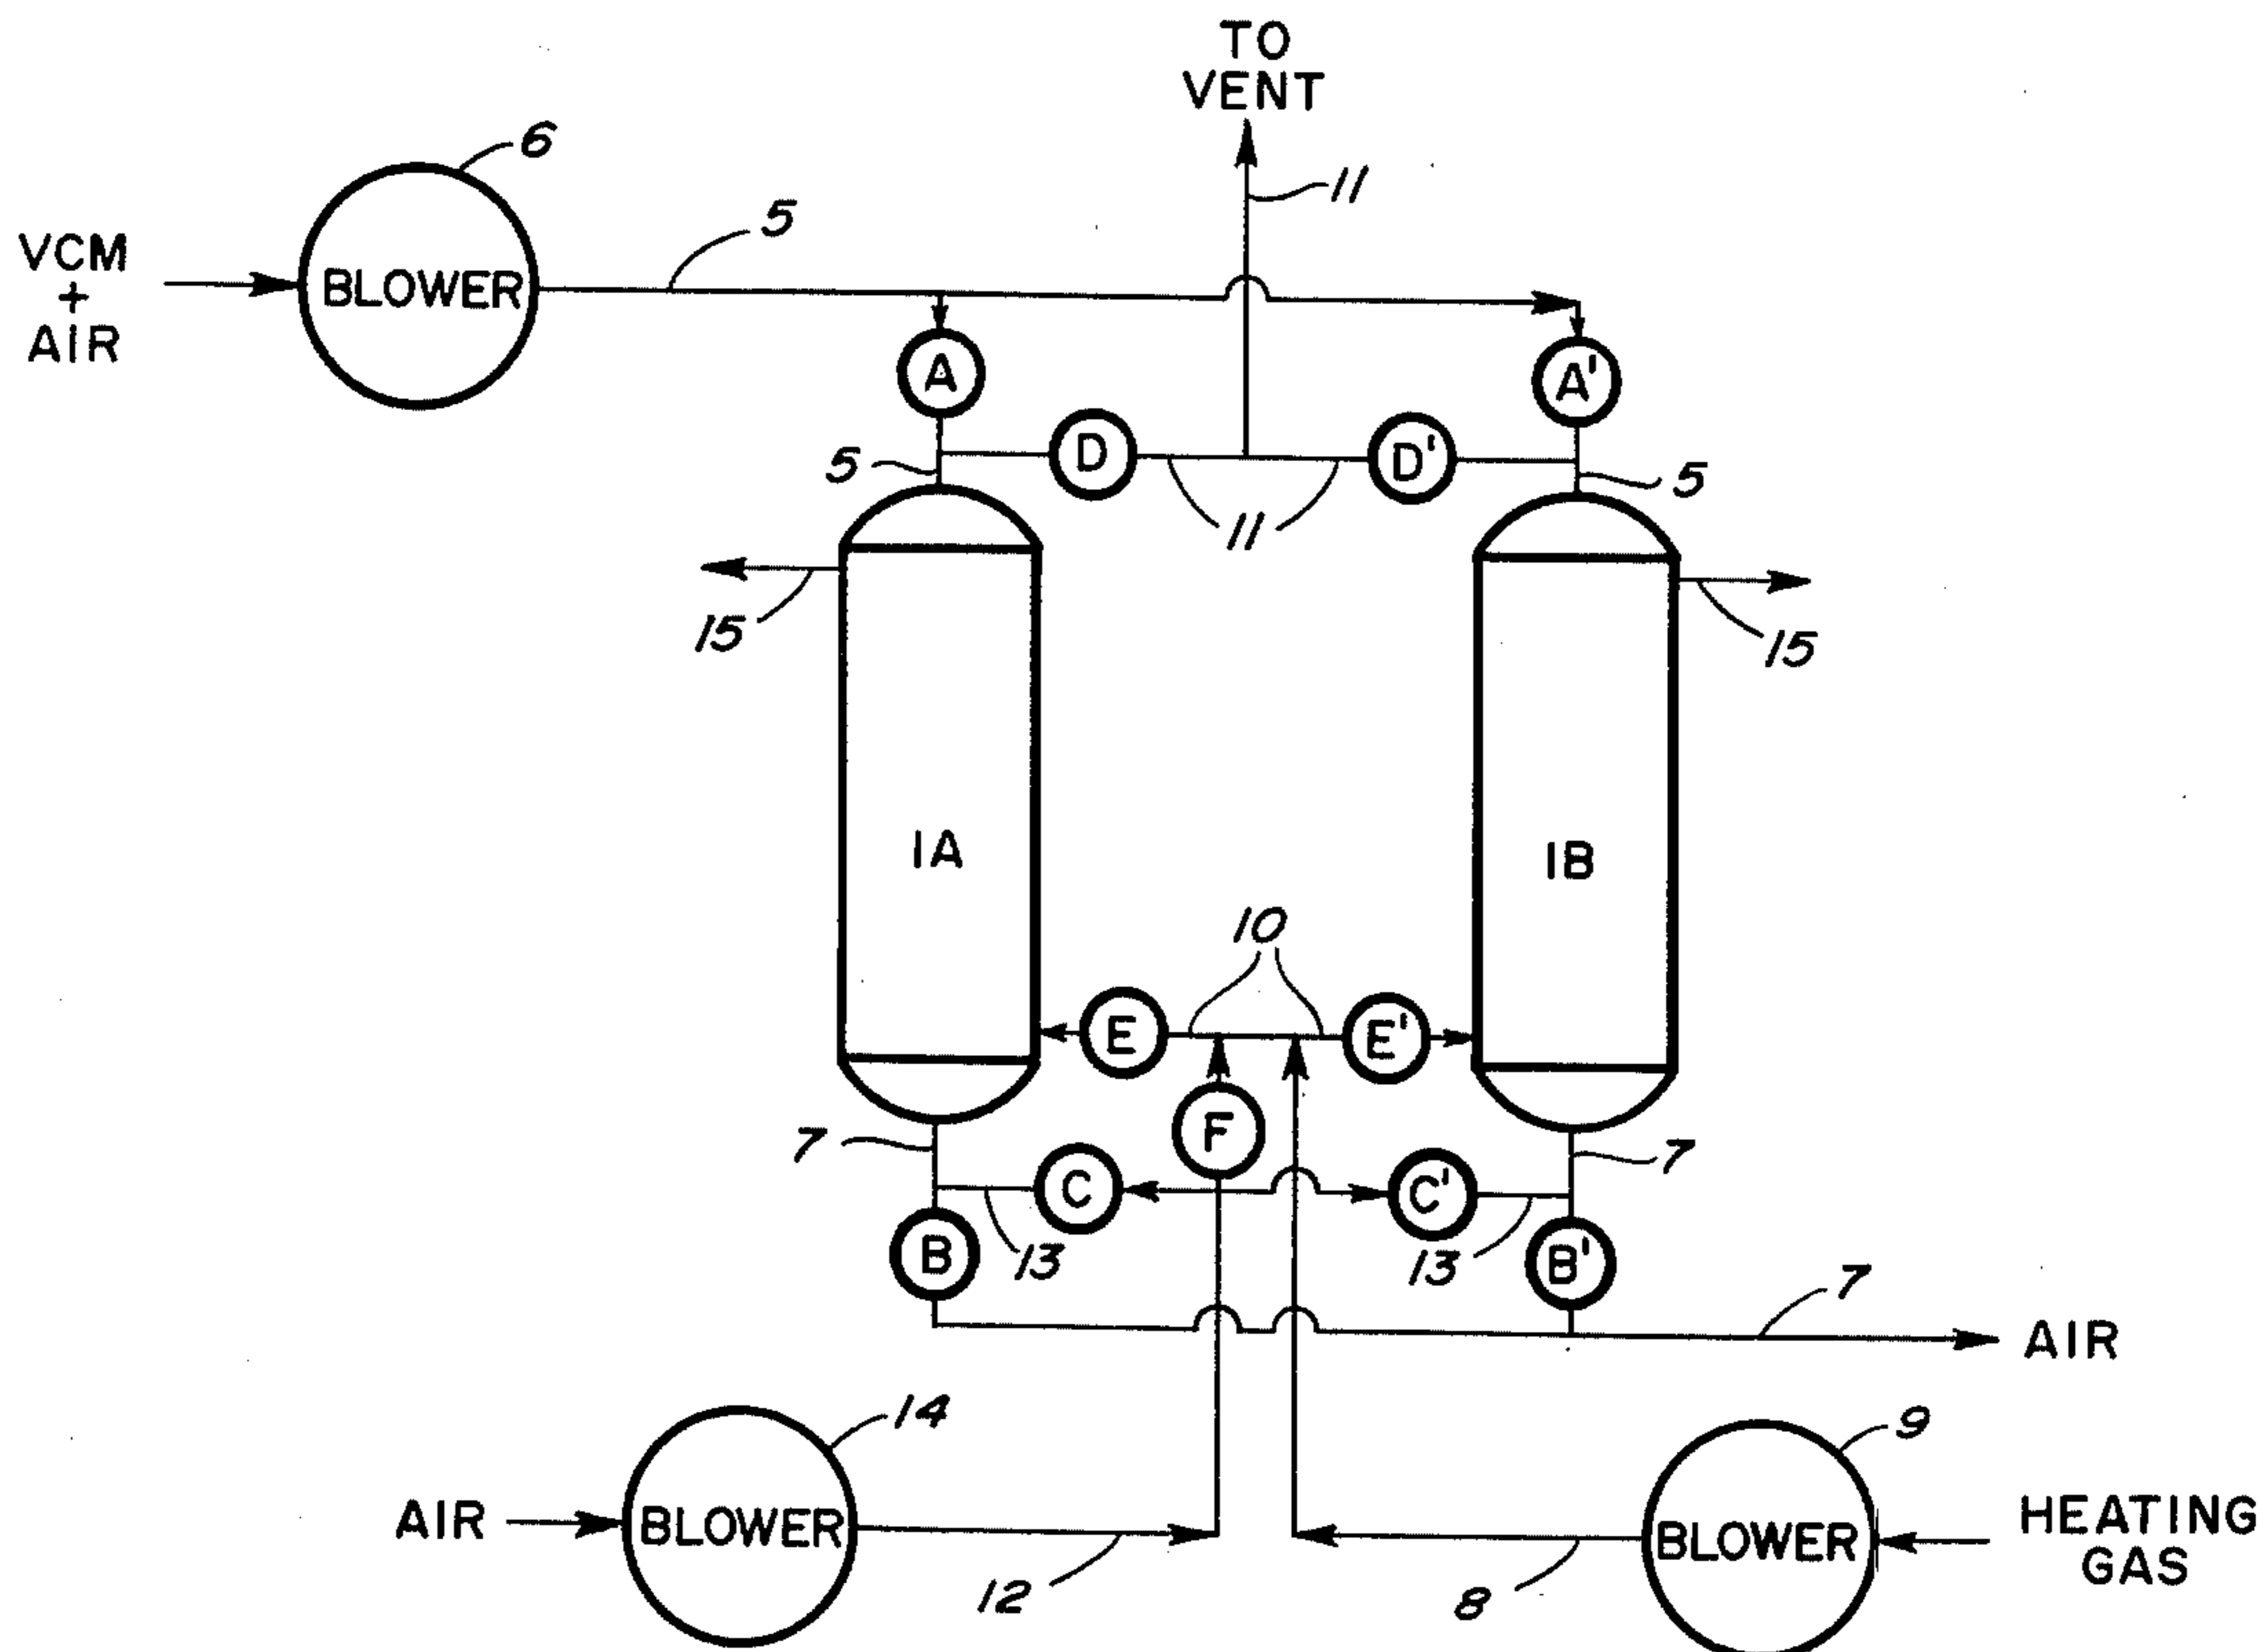 TO
VENT
6
11
5
VCM
+
AIR
BLOWER
A
A'
D
D'
5
5
11
15
15
1A
1B
10
E
E'
F
7
7
C
C'
B
13
13
B'
7
AIR
14
9
AIR
BLOWER
BLOWER
HEATING
GAS
12
8